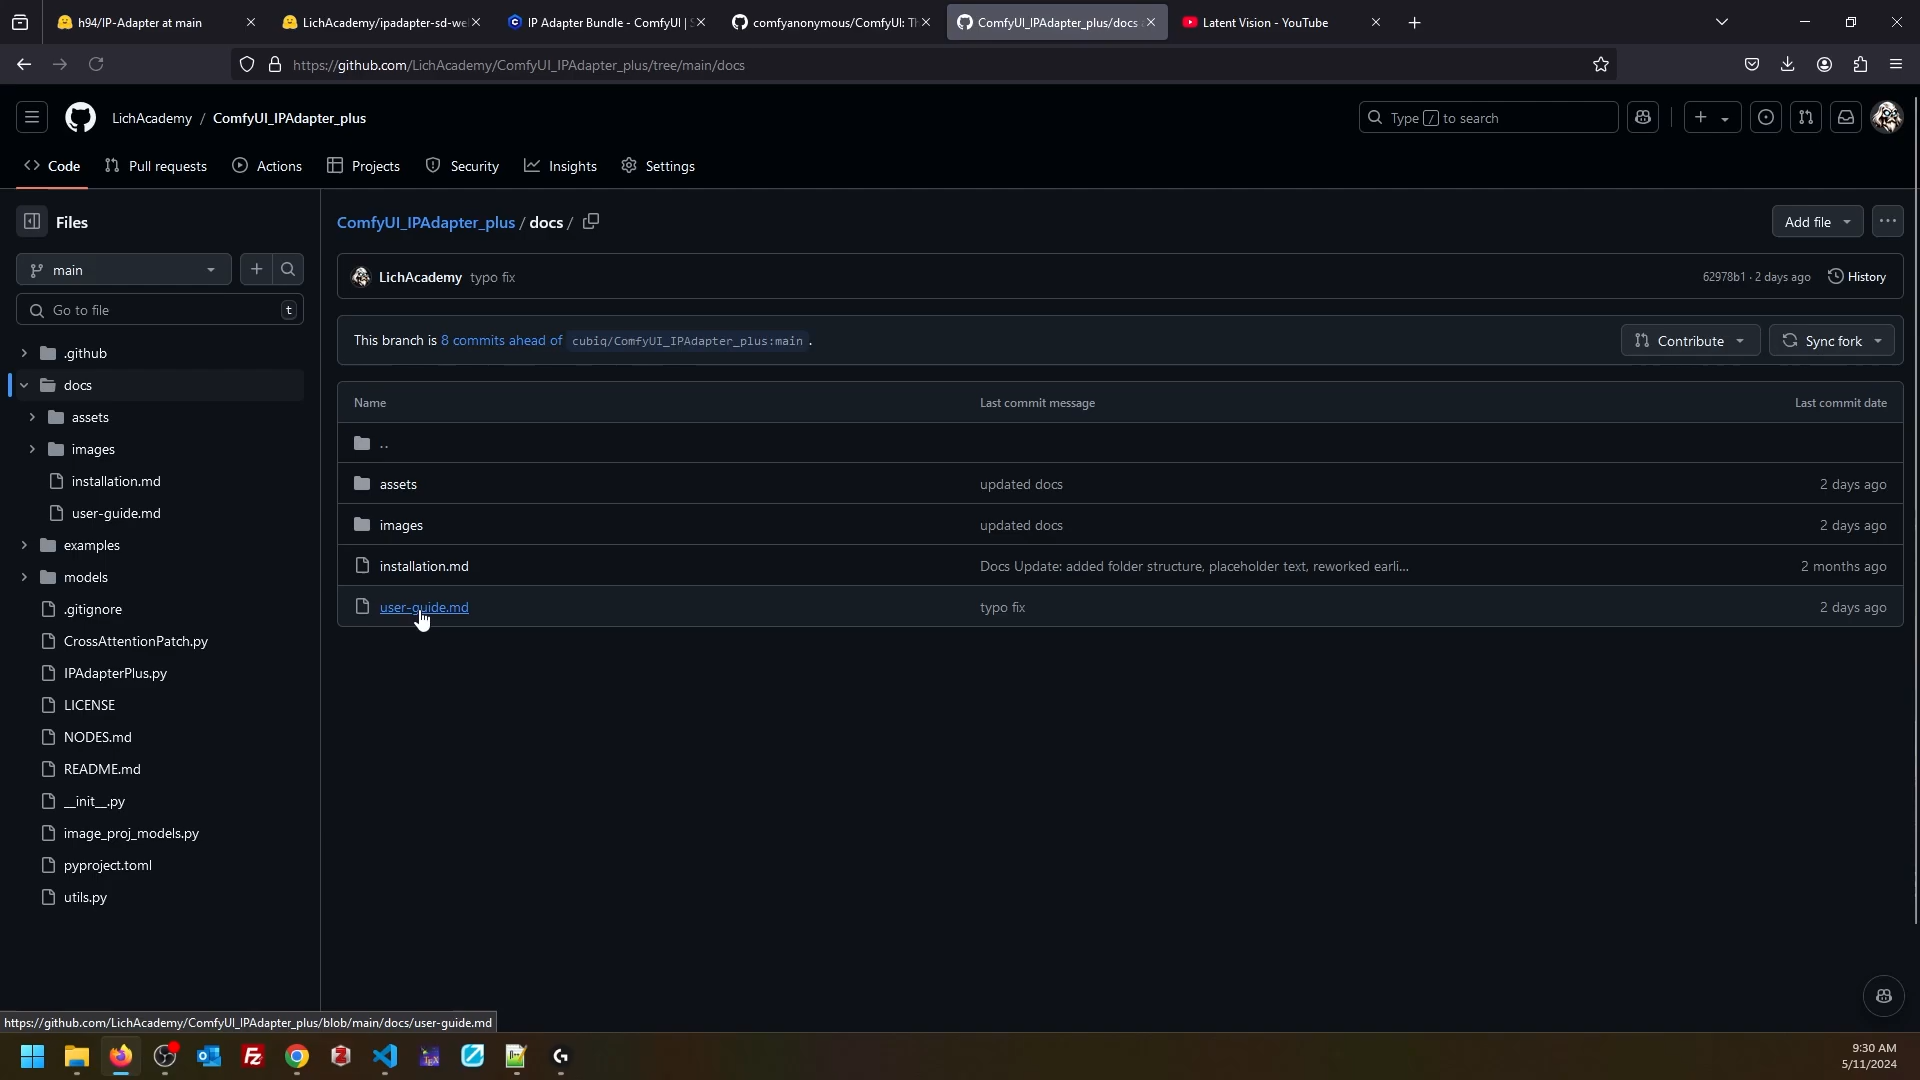 h94/IP-Adapter at main
LichAcademy/ipadapter-sd-we
IP Adapter Bundle - ComfyUI | S
comfyanonymous/ComfyUI: Th
ComfyUI_IPAdapter_plus/docs
Latent Vision - YouTube
https://github.com/LichAcademy/ComfyUI_IPAdapter_plus/tree/main/docs
LichAcademy / ComfyUI_IPAdapter_plus
Type / to search
Code
Pull requests
Actions
Projects
Security
Insights
Settings
Files
main
Go to file
t
.github
docs
assets
images
installation.md
user-guide.md
examples
models
.gitignore
CrossAttentionPatch.py
IPAdapterPlus.py
LICENSE
NODES.md
README.md
__init__.py
image_proj_models.py
pyproject.toml
utils.py
ComfyUI_IPAdapter_plus / docs /
Add file
LichAcademy typo fix
62978b1 · 2 days ago
History
This branch is 8 commits ahead of cubiq/ComfyUI_IPAdapter_plus:main .
Contribute
Sync fork
Name Last commit message Last commit date
..
assets updated docs 2 days ago
images updated docs 2 days ago
installation.md Docs Update: added folder structure, placeholder text, reworked earli... 2 months ago
user-guide.md typo fix 2 days ago
https://github.com/LichAcademy/ComfyUI_IPAdapter_plus/blob/main/docs/user-guide.md
9:30 AM
5/11/2024